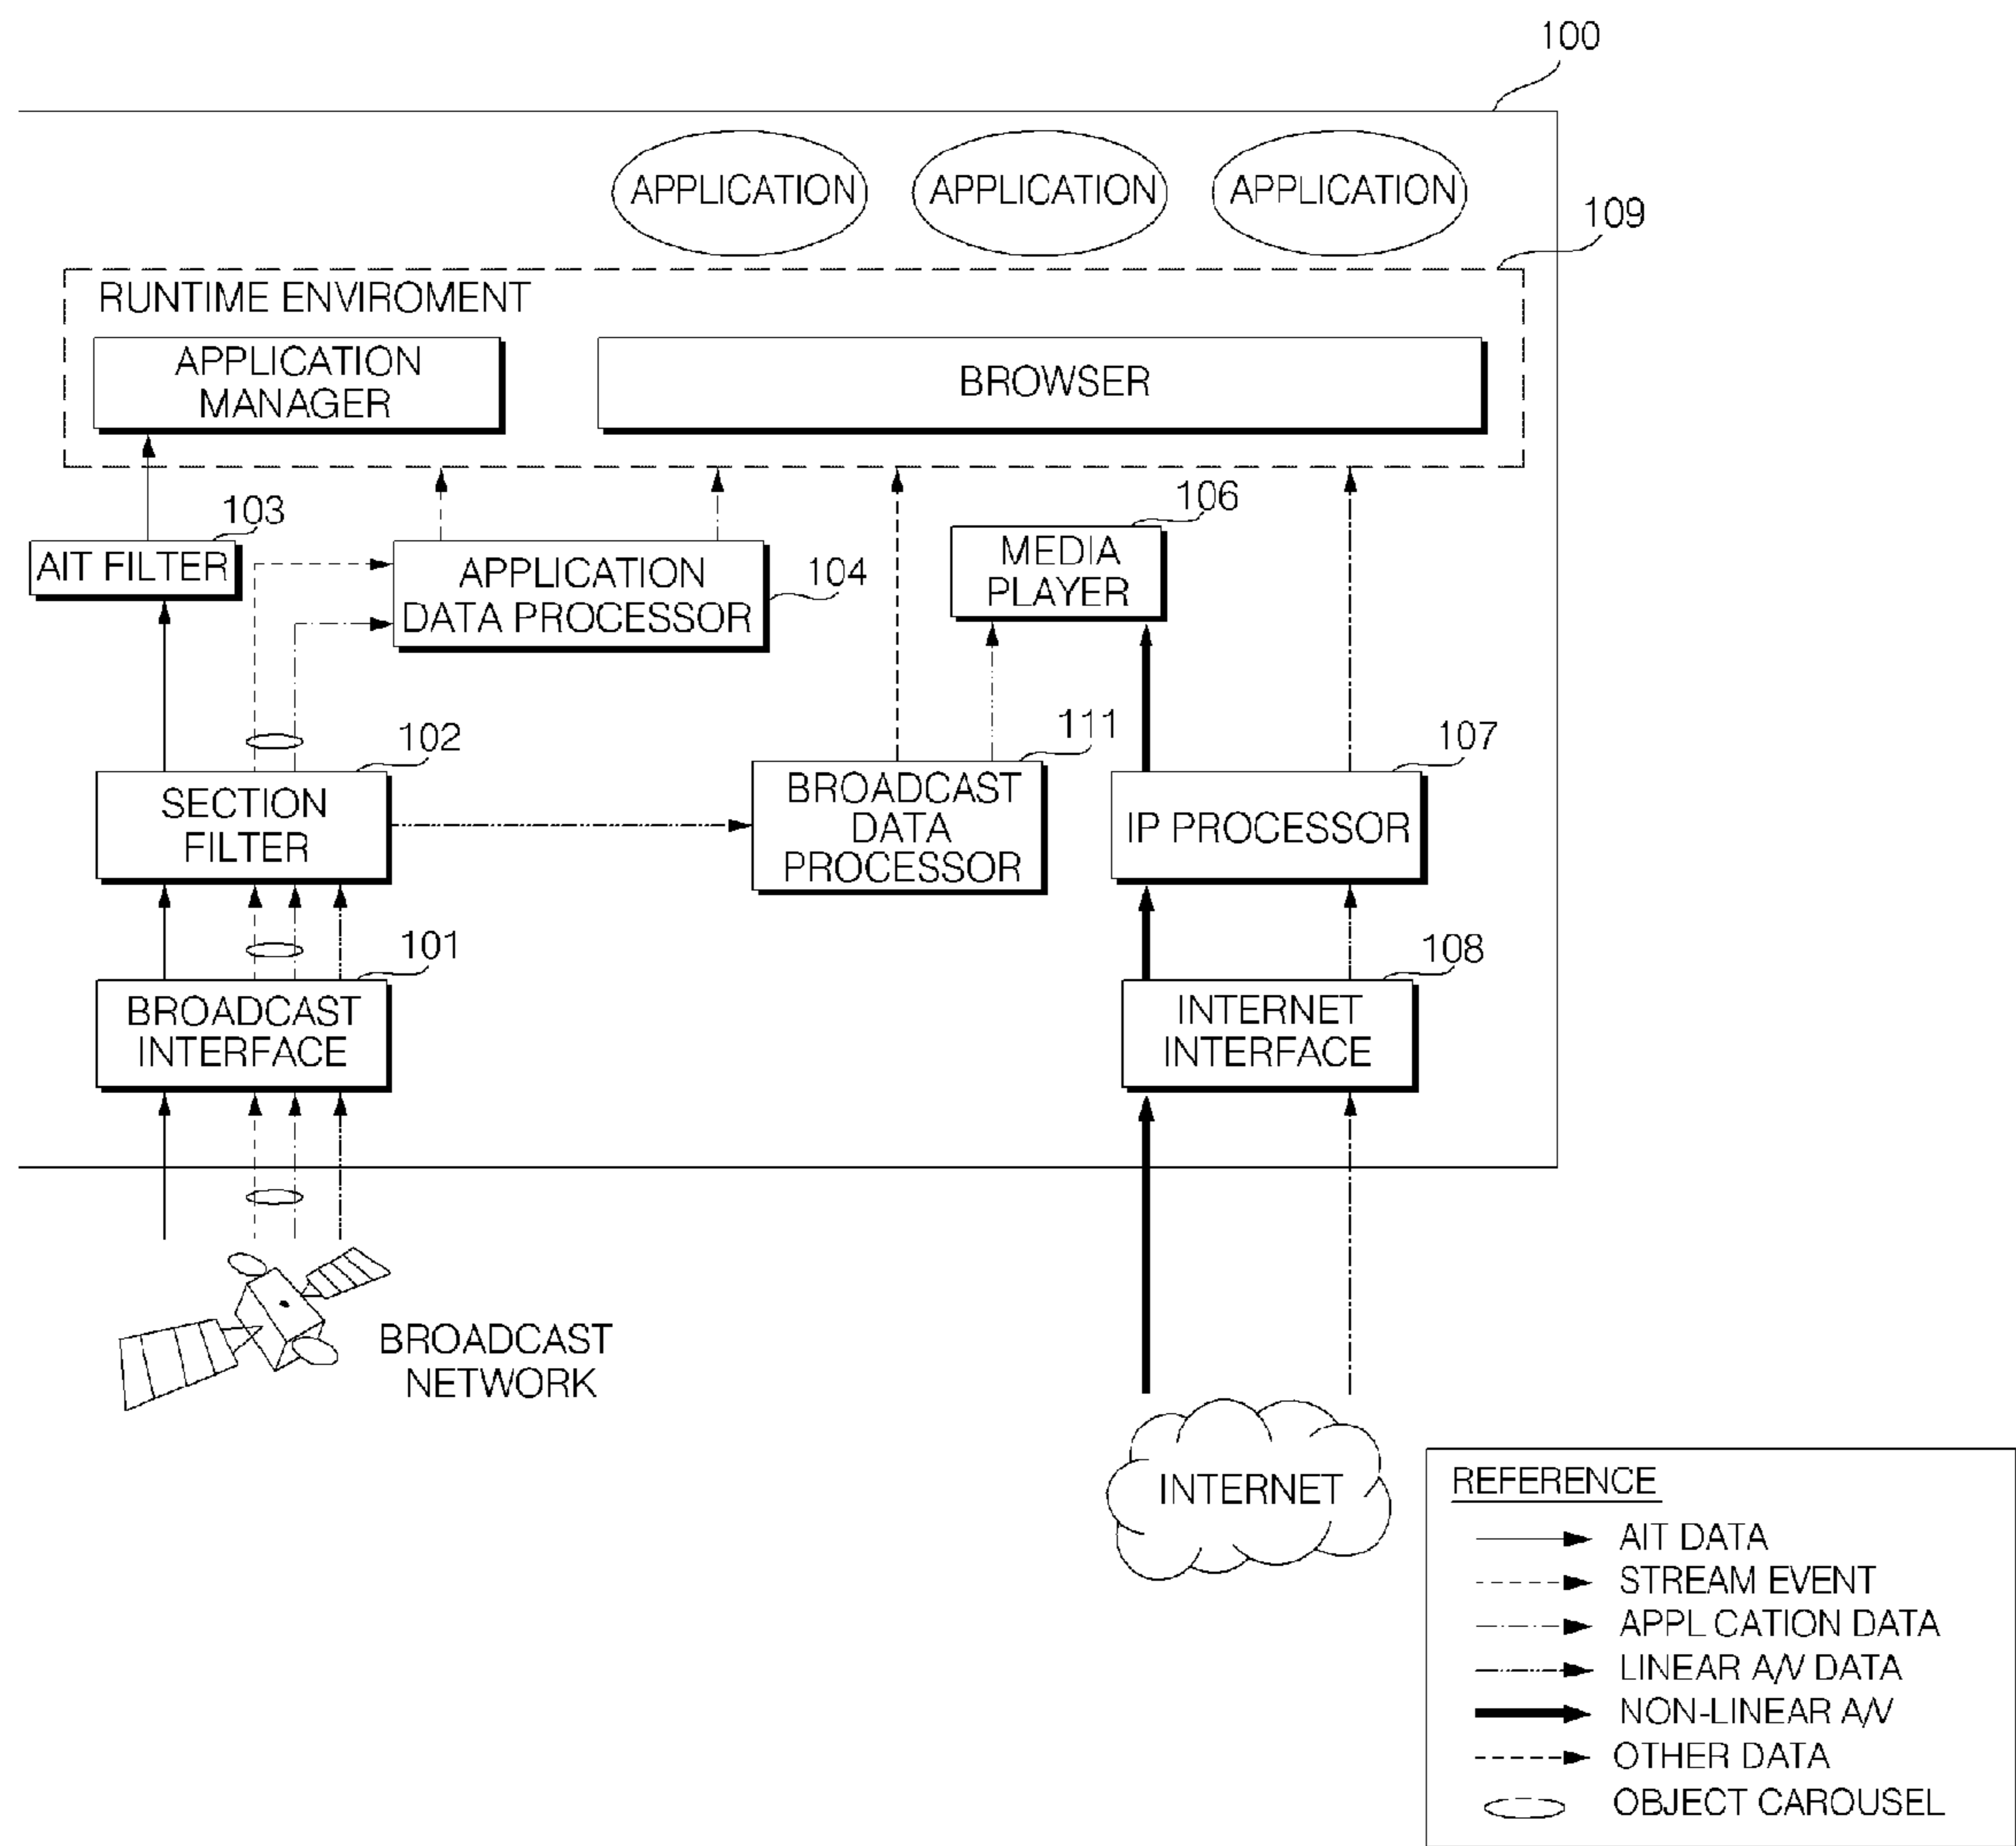 100
APPLICATION
APPLICATION
APPLICATION
109
RUNTIME ENVIROMENT
APPLICATION
MANAGER
BROWSER
103
106
AIT FILTER
APPLICATION
DATA PROCESSOR
104
MEDIA
PLAYER
102
111
107
SECTION
FILTER
BROADCAST
DATA
PROCESSOR
IP PROCESSOR
101
108
BROADCAST
INTERFACE
INTERNET
INTERFACE
BROADCAST
NETWORK
INTERNET
REFERENCE
AIT DATA
STREAM EVENT
APPL CATION DATA
LINEAR A/V DATA
NON-LINEAR A/V
OTHER DATA
OBJECT CAROUSEL